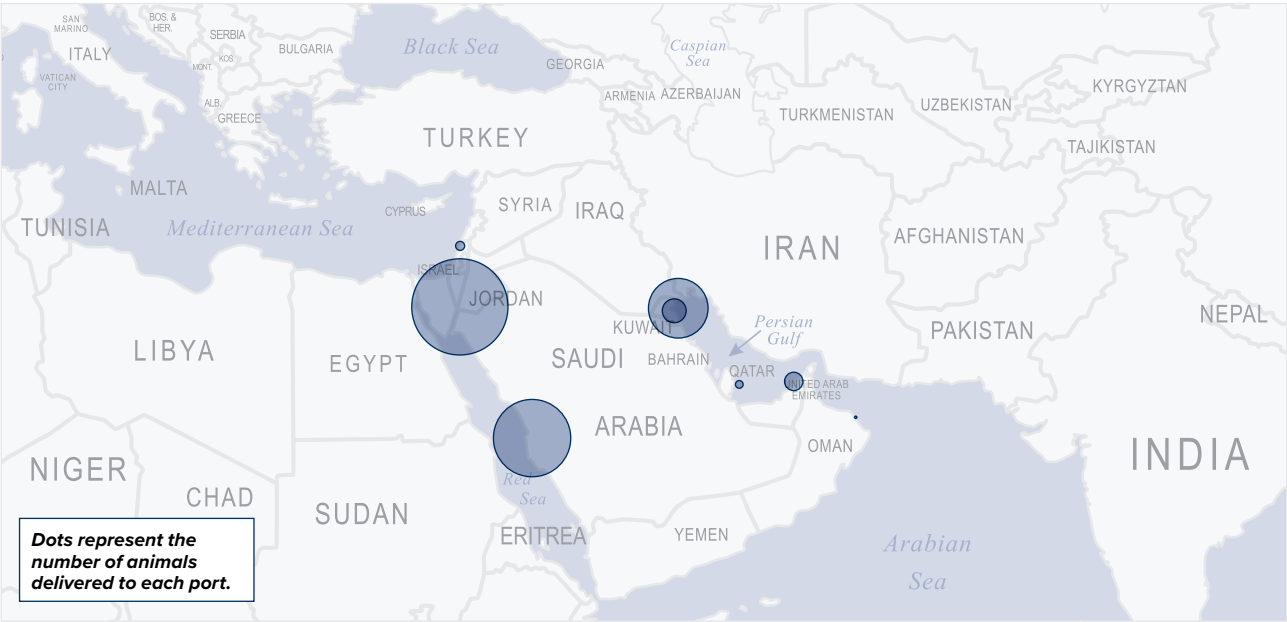 SAN
MARINO
BOS. &
HER.
SERBIA
ITALY
BULGARIA
Black Sea
Caspian
Sea
KOS
MONT.
GEORGIA
VATICAN
CITY
ARMENIA
AZERBAIJAN
KYRGYZTAN
ALB.
GREECE
TURKMENISTAN
UZBEKISTAN
TURKEY
TAJIKISTAN
MALTA
SYRIA
IRAQ
CYPRUS
TUNISIA
Mediterranean Sea
IRAN
AFGHANISTAN
ISRAEL
JORDAN
KUWAIT
Persian
Gulf
NEPAL
PAKISTAN
LIBYA
EGYPT
SAUDI
BAHRAIN
QATAR
UNITED ARAB
EMIRATES
ARABIA
OMAN
INDIA
NIGER
CHAD
Red
Sea
SUDAN
ERITREA
YEMEN
Arabian
Sea
Dots represent the
number of animals
delivered to each port.